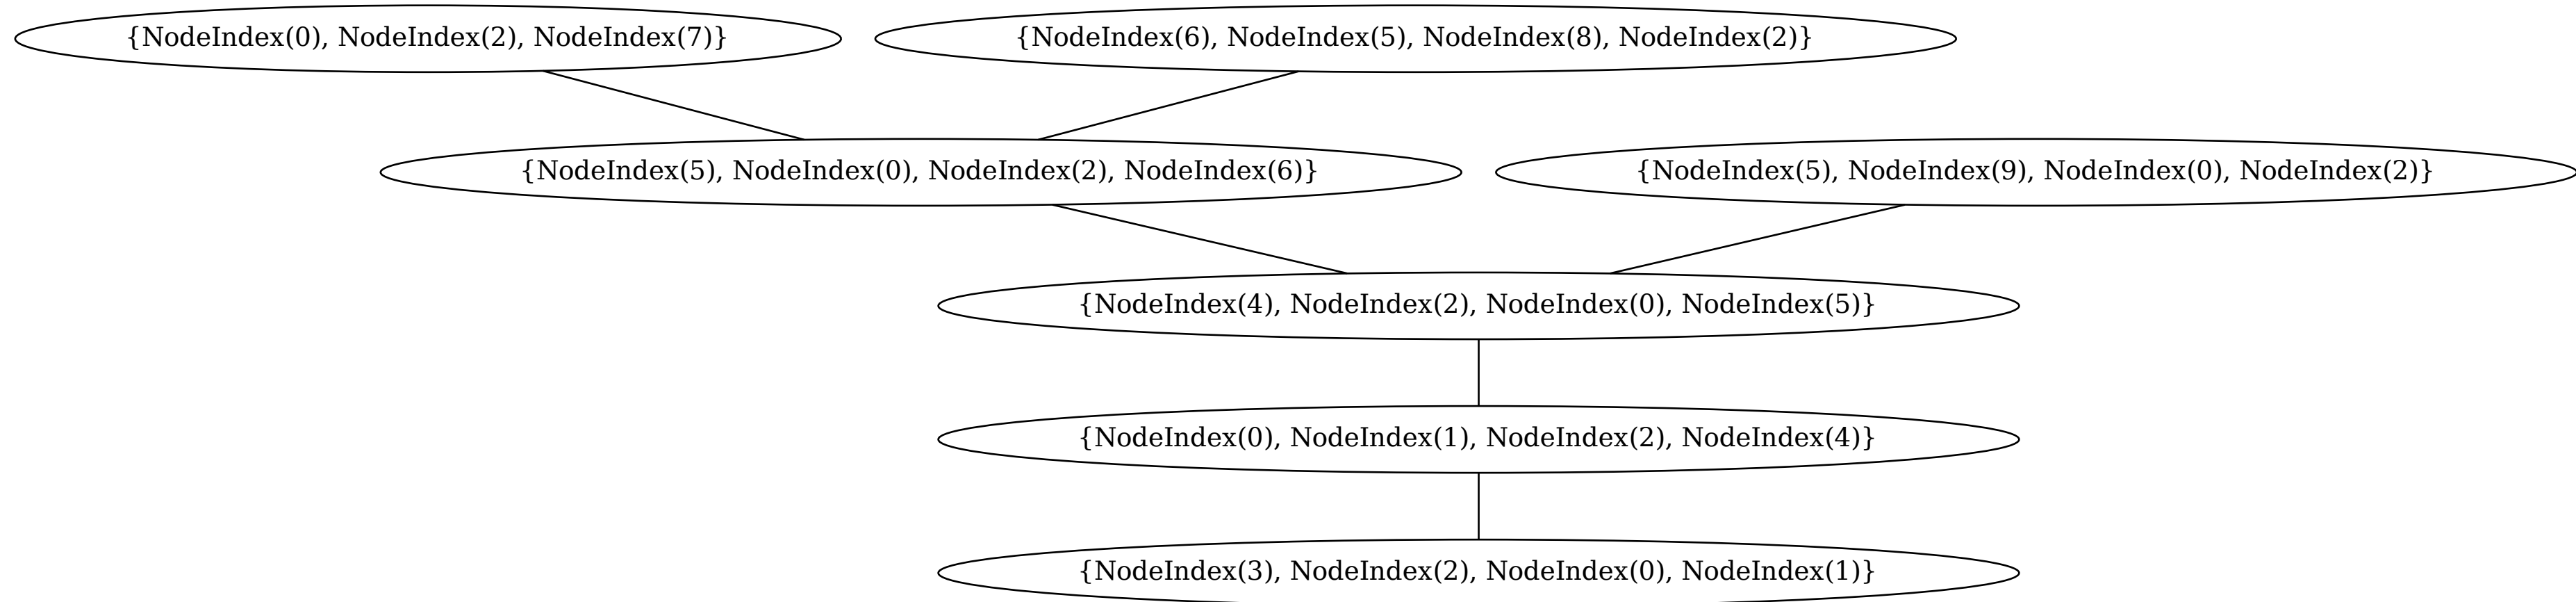 {NodeIndex(0), NodeIndex(2), NodeIndex(7)}
{NodeIndex(6), NodeIndex(5), NodeIndex(8), NodeIndex(2)}
{NodeIndex(5), NodeIndex(0), NodeIndex(2), NodeIndex(6)}
{NodeIndex(5), NodeIndex(9), NodeIndex(0), NodeIndex(2)}
{NodeIndex(4), NodeIndex(2), NodeIndex(0), NodeIndex(5)}
{NodeIndex(0), NodeIndex(1), NodeIndex(2), NodeIndex(4)}
{NodeIndex(3), NodeIndex(2), NodeIndex(0), NodeIndex(1)}